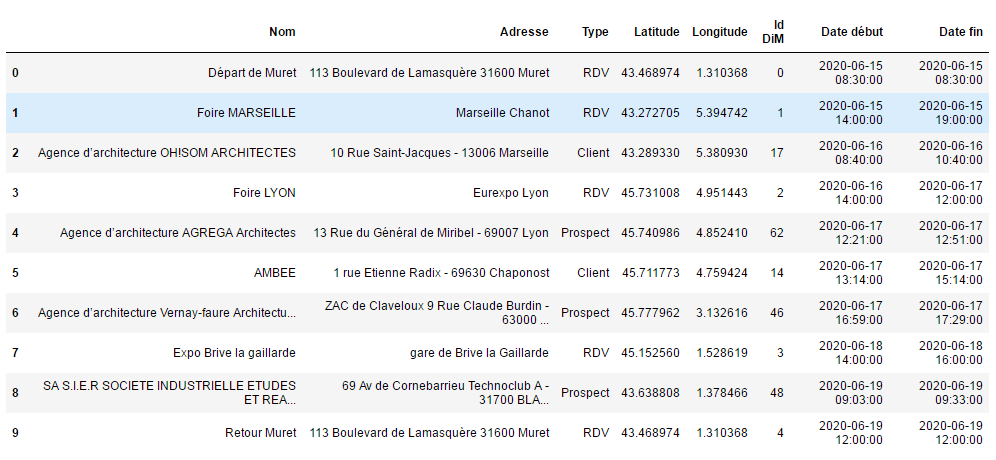 Nom Adresse Type Latitude Longitude Id DiM Date début Date fin
0 Départ de Muret 113 Boulevard de Lamasquère 31600 Muret RDV 43.468974 1.310368 0 2020-06-15 08:30:00 2020-06-15 08:30:00
1 Foire MARSEILLE Marseille Chanot RDV 43.272705 5.394742 1 2020-06-15 14:00:00 2020-06-15 19:00:00
2 Agence d'architecture OH!SOM ARCHITECTES 10 Rue Saint-Jacques - 13006 Marseille Client 43.289330 5.380930 17 2020-06-16 08:40:00 2020-06-16 10:40:00
3 Foire LYON Eurexpo Lyon RDV 45.731008 4.951443 2 2020-06-16 14:00:00 2020-06-17 12:00:00
4 Agence d'architecture AGREGA Architectes 13 Rue du Général de Miribel - 69007 Lyon Prospect 45.740986 4.852410 62 2020-06-17 12:21:00 2020-06-17 12:51:00
5 AMBEE 1 rue Etienne Radix - 69630 Chaponost Client 45.711773 4.759424 14 2020-06-17 13:14:00 2020-06-17 15:14:00
6 Agence d'architecture Vernay-faure Architectu... ZAC de Claveloux 9 Rue Claude Burdin - 63000 ... Prospect 45.777962 3.132616 46 2020-06-17 16:59:00 2020-06-17 17:29:00
7 Expo Brive la gaillarde gare de Brive la Gaillarde RDV 45.152560 1.528619 3 2020-06-18 14:00:00 2020-06-18 16:00:00
8 SA S.I.E.R SOCIETE INDUSTRIELLE ETUDES ET REA... 69 Av de Cornebarrieu Technoclub A - 31700 BLA... Prospect 43.638808 1.378466 48 2020-06-19 09:03:00 2020-06-19 09:33:00
9 Retour Muret 113 Boulevard de Lamasquère 31600 Muret RDV 43.468974 1.310368 4 2020-06-19 12:00:00 2020-06-19 12:00:00